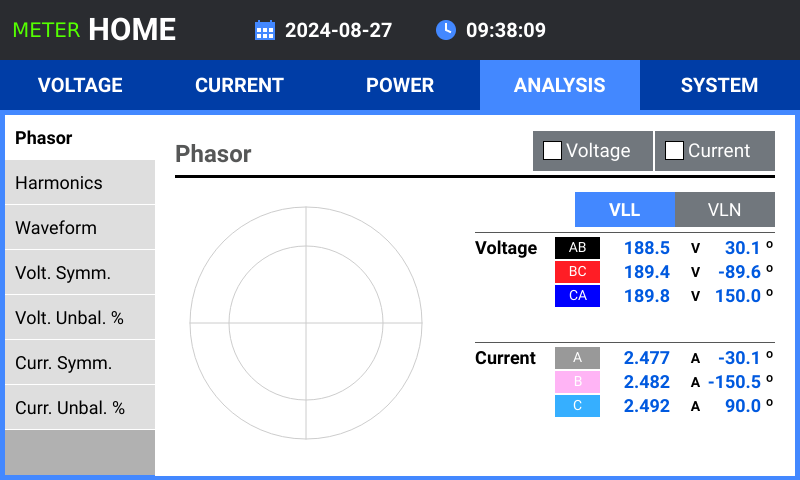 METER HOME 2024-08-27 09:38:09
VOLTAGE CURRENT POWER ANALYSIS SYSTEM
Phasor
Harmonics
Waveform
Volt. Symm.
Volt. Unbal. %
Curr. Symm.
Curr. Unbal. %
Phasor Voltage Current
VLL VLN
Voltage AB 188.5 V 30.1 º
BC 189.4 V -89.6 º
CA 189.8 V 150.0 º
Current A 2.477 A -30.1 º
B 2.482 A -150.5 º
C 2.492 A 90.0 º